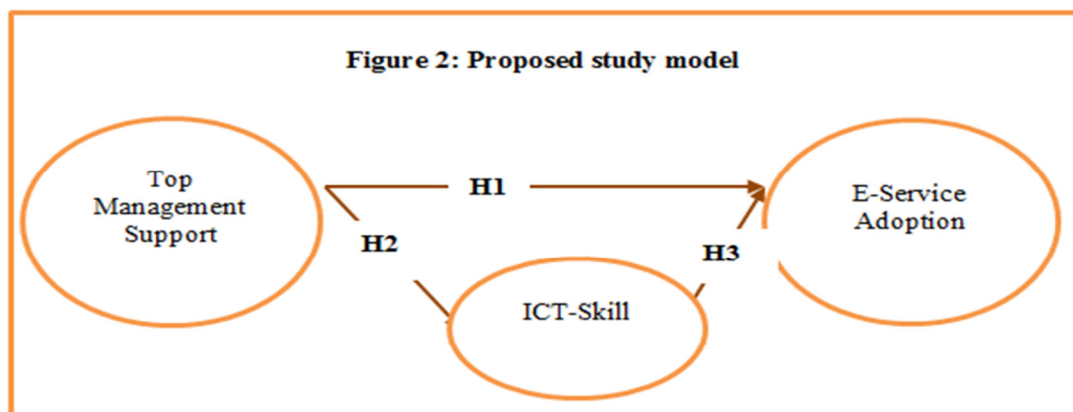 Figure 2: Proposed study model
Top
Management
Support
H1
E-Service
Adoption
H2
H3
ICT-Skill